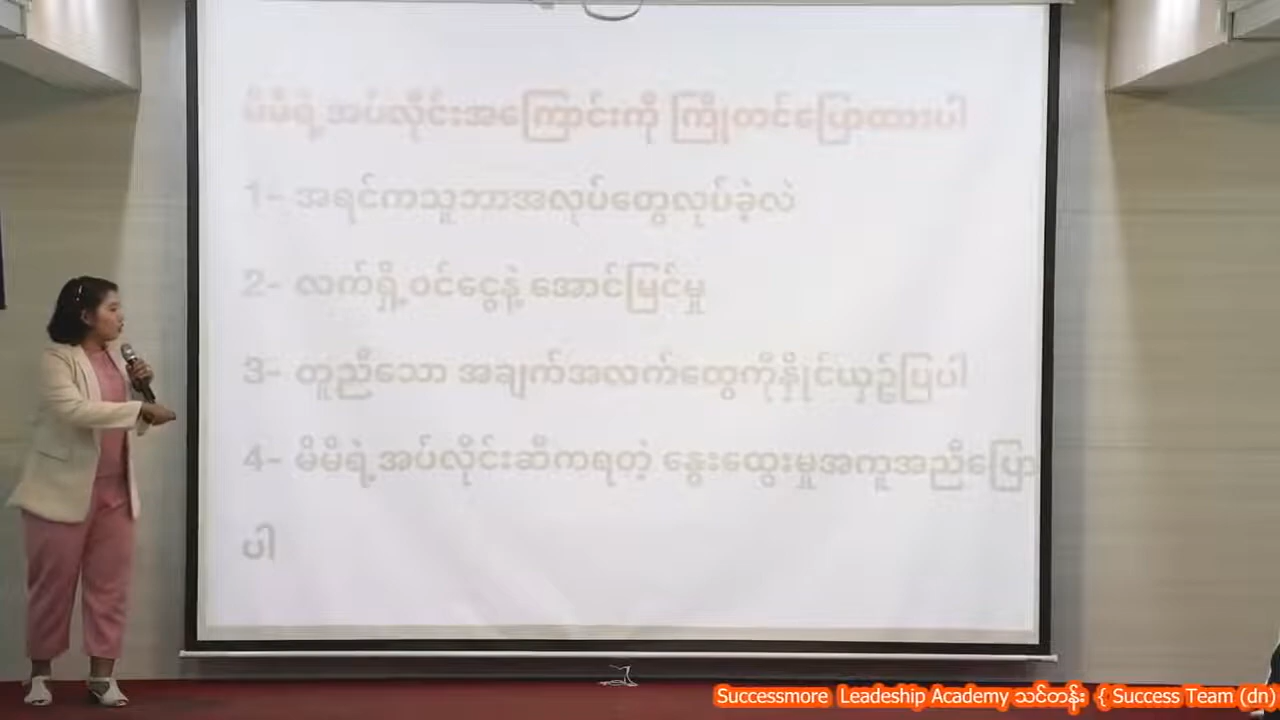 မိမိရဲ့အပ်လိုင်းအကြောင်းကို ကြိုတင်ပြောထားပါ
1- အရင်ကသူဘာအလုပ်တွေလုပ်ခဲ့လဲ
2- လက်ရှိ့ဝင်ငွေနဲ့ အောင်မြင်မှု
3- တူညီသော အချက်အလက်တွေကိုနှိုင်ယှဥ်ပြပါ
4- မိမိရဲ့အပ်လိုင်းဆီကရတဲ့ နွေးထွေးမှုအကူအညီပြော
ပါ
Successmore Leadeship Academy သင်တန်း { Success Team (dn)